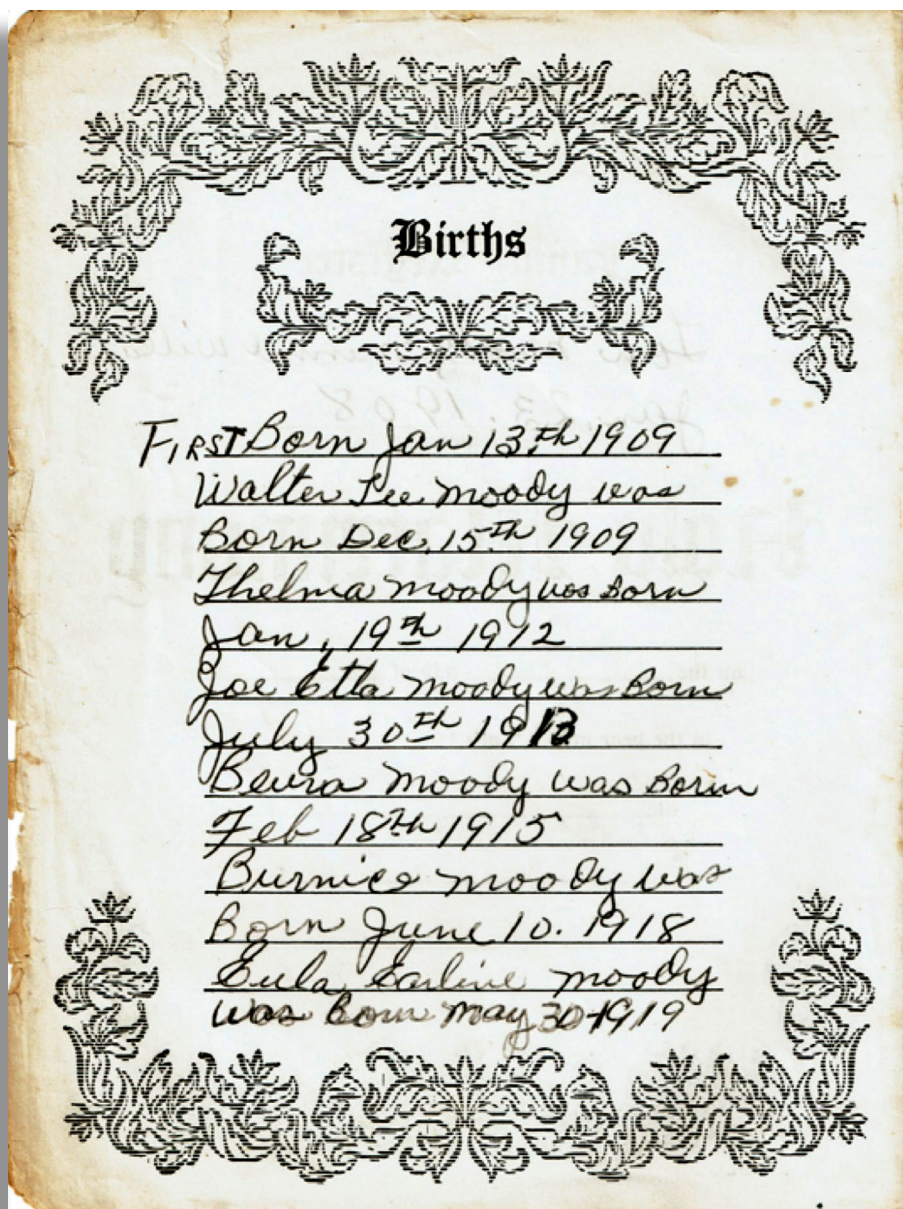 Births
FIRST Born Jan 13th 1909
Walter Lee Moody was
Born Dec. 15th 1909
Thelma Moody was Born
Jan, 19th 1912
Joe Etta Moody was Born
July 30th 1913
Beura Moody was Born
Feb 18th 1915
Burnice Moody was
Born June 10. 1918
Eula Earline Moody
was born May 30-1919